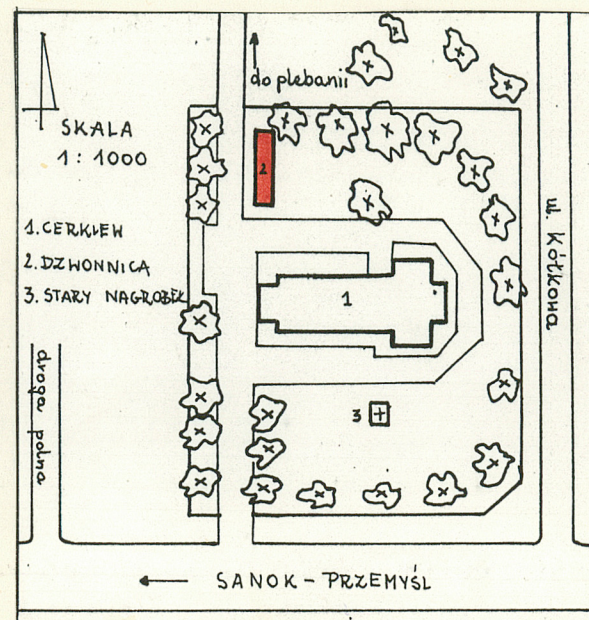 do plebanii
SKALA
1 : 1000
1. CERKIEW
2. DZWONNICA
3. STARY NAGROBEK
droga polna
2
1
3
ul. Kółkowa
SANOK - PRZEMYŚL